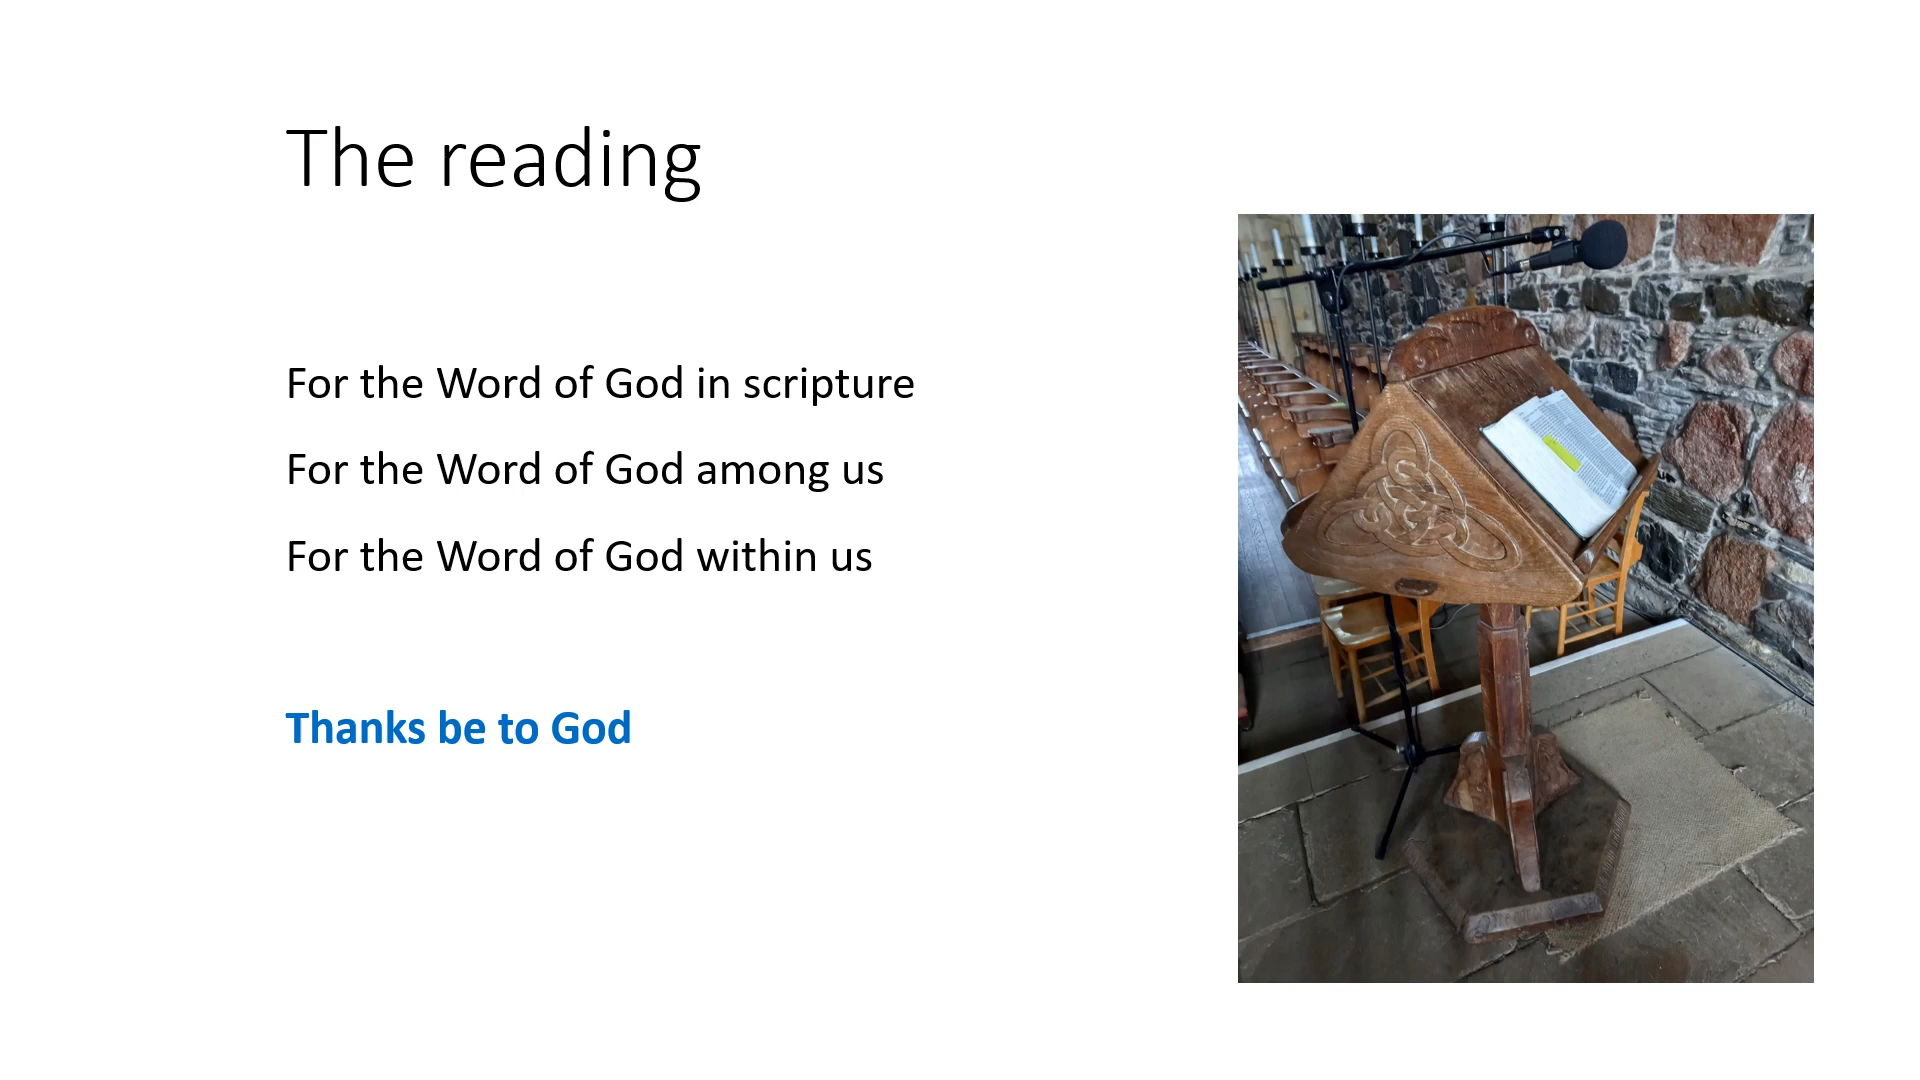 The reading
For the Word of God in scripture
For the Word of God among us
For the Word of God within us
Thanks be to God